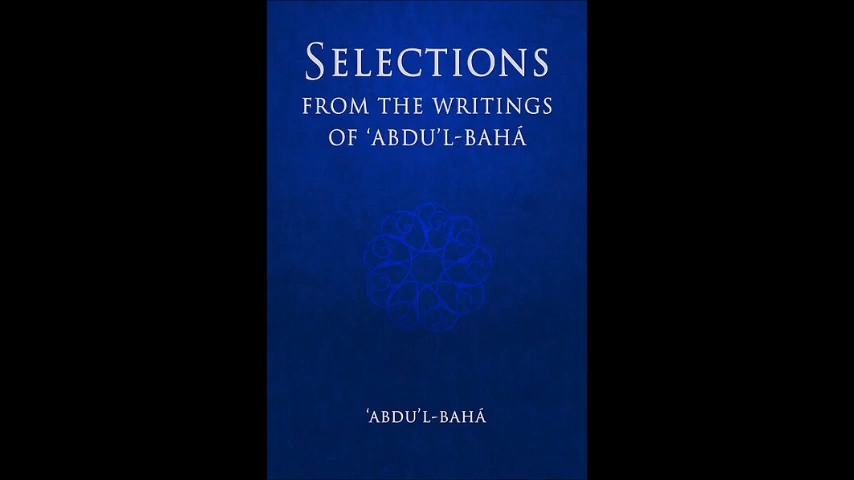 SELECTIONS
FROM THE WRITINGS
OF ‘ABDU’L-BAHÁ
‘ABDU’L-BAHÁ